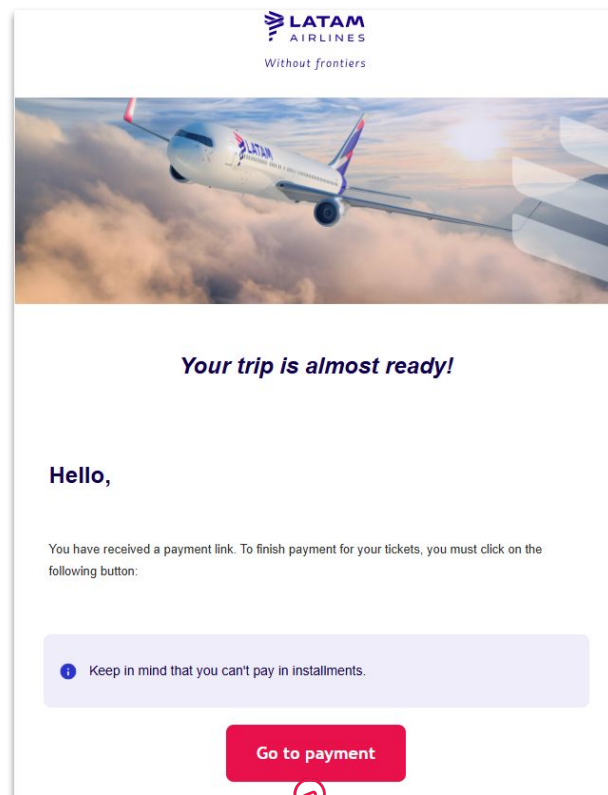 LATAM
AIRLINES
Without frontiers
LATAM
Your trip is almost ready!
Hello,
You have received a payment link. To finish payment for your tickets, you must click on the
following button:
Keep in mind that you can't pay in installments.
Go to payment